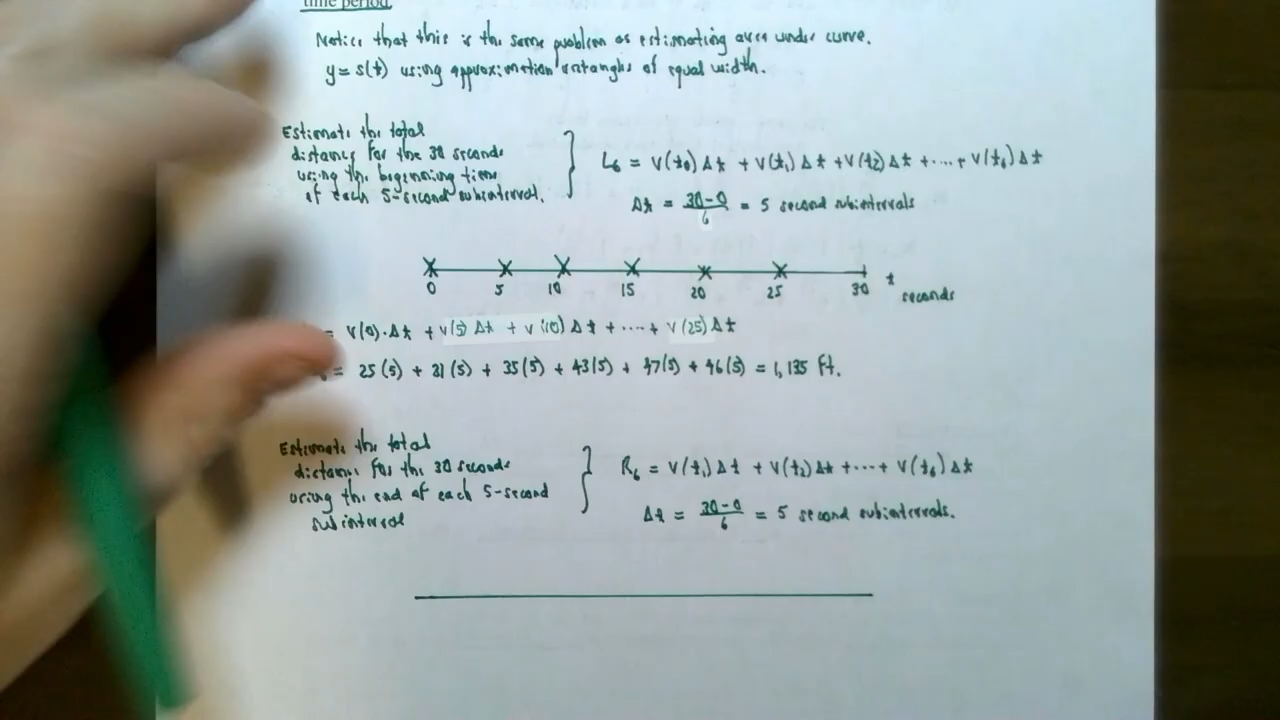 time period.
Notice that this is the same problem as estimating area under curve.
y = s(t) using approximation rectangles of equal width.
Estimate the total
distance for the 30 seconds
using the beginning time
of each 5-second subinterval.
L₆ = V(t₀) Δt + V(t₁) Δt + V(t₂) Δt + .... + V(t₆) Δt
Δt = 30-0/6 = 5 second subintervals
0 5 10 15 20 25 30 t seconds
= V(0)·Δt + V(5) Δt + V(10) Δt + .... + V(25) Δt
= 25(5) + 31(5) + 35(5) + 43(5) + 47(5) + 46(5) = 1,135 ft.
Estimate the total
distance for the 30 seconds
using the end of each 5-second
subinterval
R₆ = V(t₁) Δt + V(t₂) Δt + .... + V(t₆) Δt
Δt = 30-0/6 = 5 second subintervals.